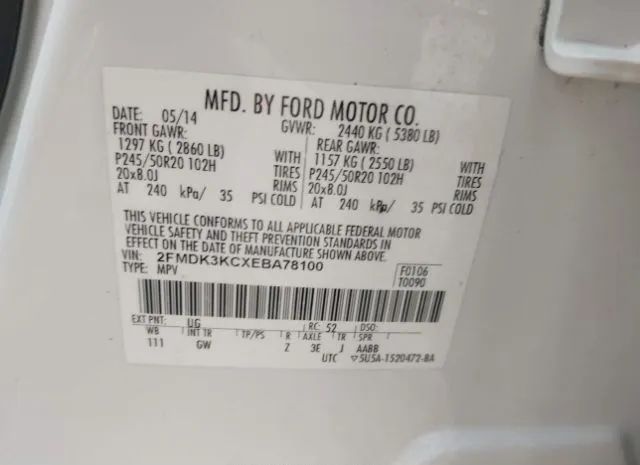 MFD. BY FORD MOTOR CO.
DATE: 05/14 GVWR: 2440 KG ( 5380 LB)
FRONT GAWR: REAR GAWR:
1297 KG ( 2860 LB) WITH 1157 KG ( 2550 LB) WITH
P245/50R20 102H TIRES P245/50R20 102H TIRES
20x8.0J RIMS 20x8.0J RIMS
AT 240 kPa/ 35 PSI COLD AT 240 kPa/ 35 PSI COLD
THIS VEHICLE CONFORMS TO ALL APPLICABLE FEDERAL MOTOR
VEHICLE SAFETY AND THEFT PREVENTION STANDARDS IN
EFFECT ON THE DATE OF MANUFACTURE SHOWN ABOVE.
VIN: 2FMDK3KCXEBA78100 F0106
TYPE: MPV T0090
EXT PNT: UG RC: 52 DSO:
WB INT TR TP/PS R AXLE TR SPR
111 GW Z 3E J AABB
UTC ▽5U5A-1520472-BA